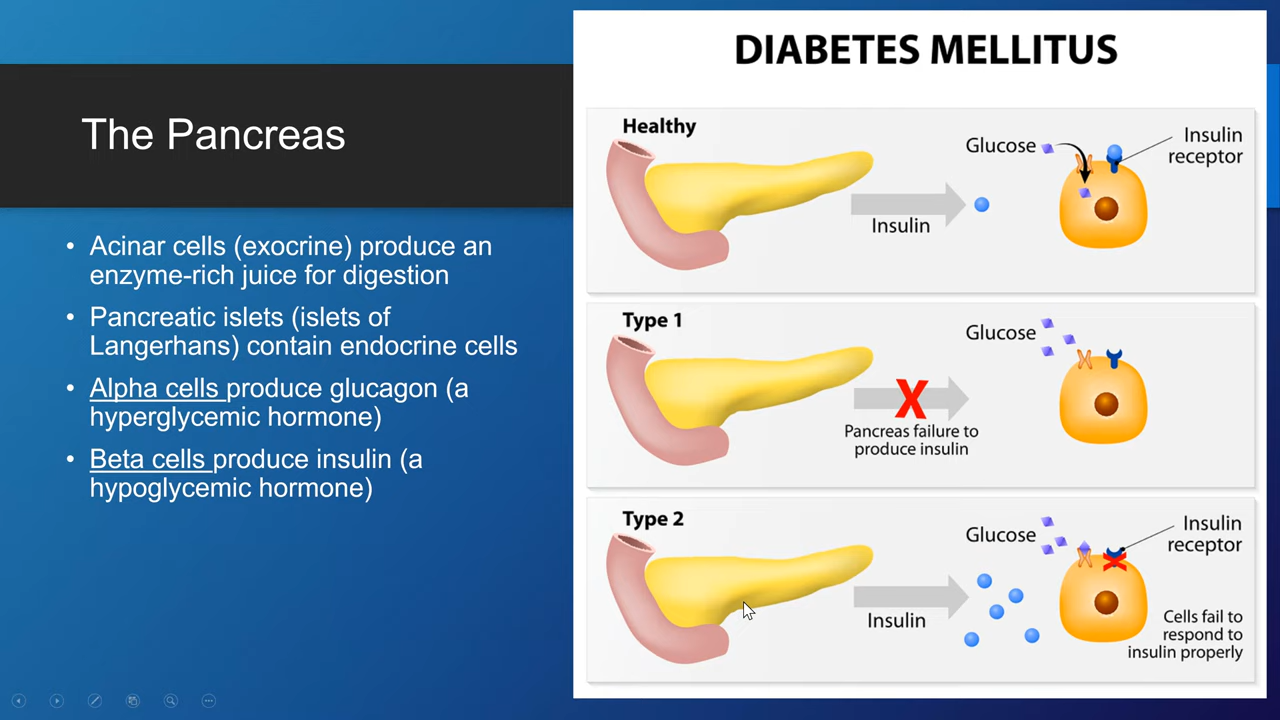 The Pancreas
• Acinar cells (exocrine) produce an
enzyme-rich juice for digestion
• Pancreatic islets (islets of
Langerhans) contain endocrine cells
• Alpha cells produce glucagon (a
hyperglycemic hormone)
• Beta cells produce insulin (a
hypoglycemic hormone)
DIABETES MELLITUS
Healthy
Insulin
Glucose
Insulin
receptor
Type 1
X
Pancreas failure to
produce insulin
Glucose
Type 2
Insulin
Glucose
Insulin
receptor
Cells fail to
respond to
insulin properly